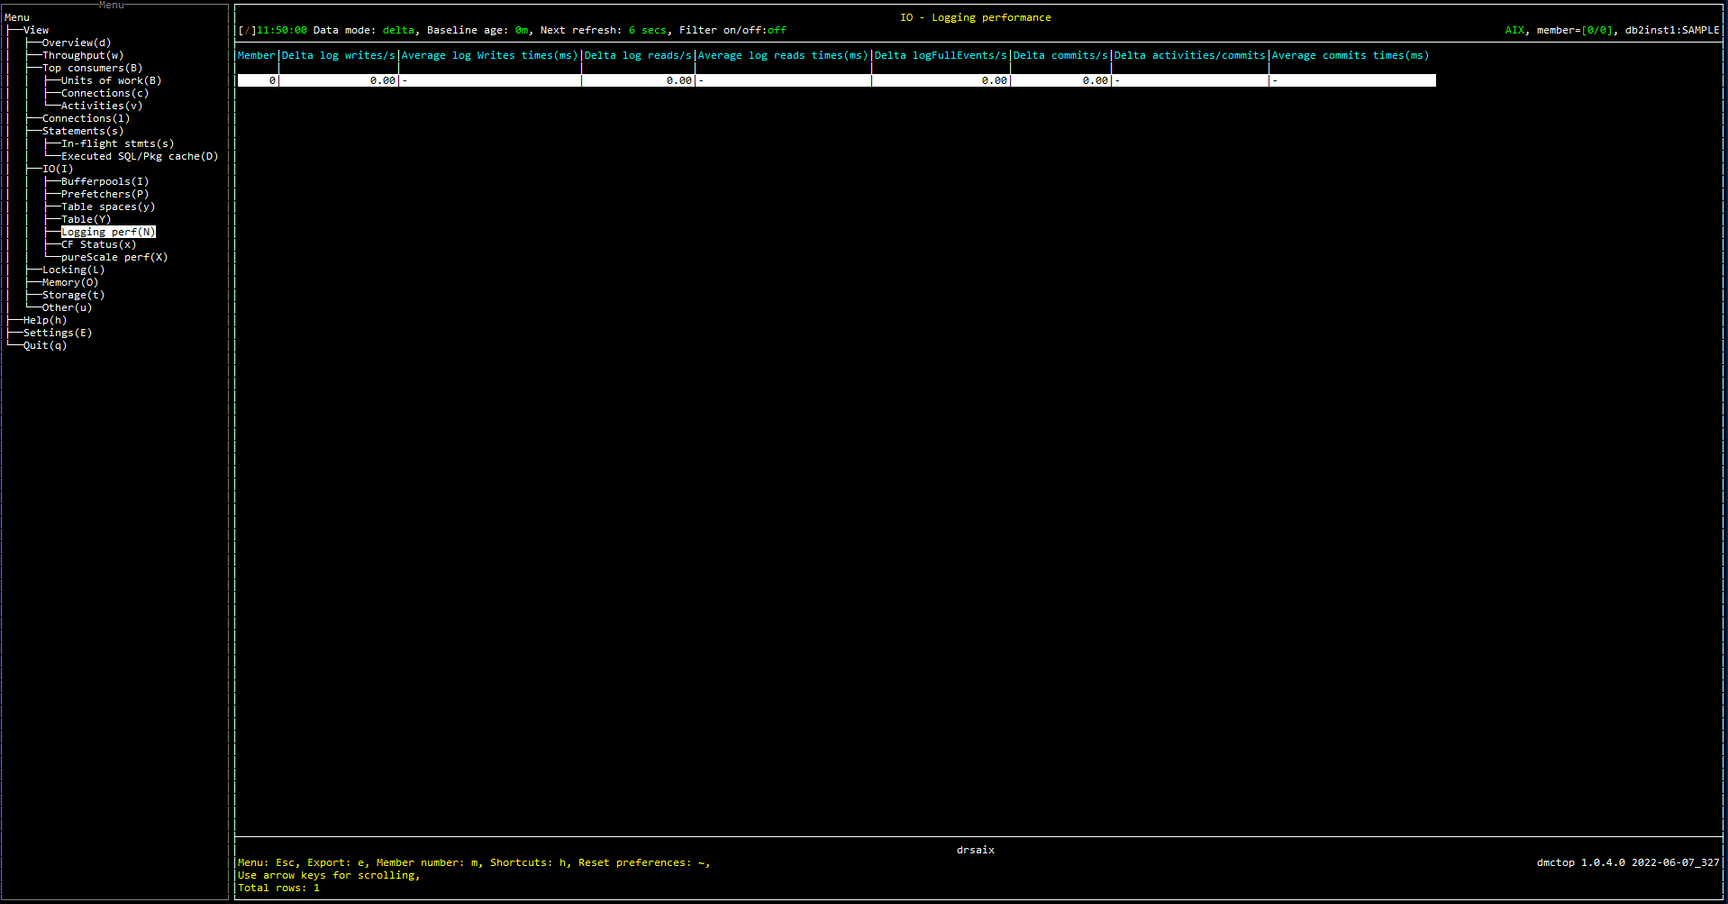 Menu
Menu
View
Overview(d)
Throughput(w)
Top consumers(B)
Units of work(B)
Connections(c)
Activities(v)
Connections(l)
Statements(s)
In-flight stmts(s)
Executed SQL/Pkg cache(D)
IO(I)
Bufferpools(I)
Prefetchers(P)
Table spaces(y)
Table(Y)
Logging perf(N)
CF Status(x)
pureScale perf(X)
Locking(L)
Memory(O)
Storage(t)
Other(u)
Help(h)
Settings(E)
Quit(q)
IO - Logging performance
[/]11:50:00 Data mode: delta, Baseline age: 0m, Next refresh: 6 secs, Filter on/off:off AIX, member=[0/0], db2inst1:SAMPLE
Member|Delta log writes/s|Average log Writes times(ms)|Delta log reads/s|Average log reads times(ms)|Delta logFullEvents/s|Delta commits/s|Delta activities/commits|Average commits times(ms)
0| 0.00|- | 0.00|- | 0.00| 0.00|- |-
drsaix
Menu: Esc, Export: e, Member number: m, Shortcuts: h, Reset preferences: ~, dmctop 1.0.4.0 2022-06-07_327
Use arrow keys for scrolling,
Total rows: 1